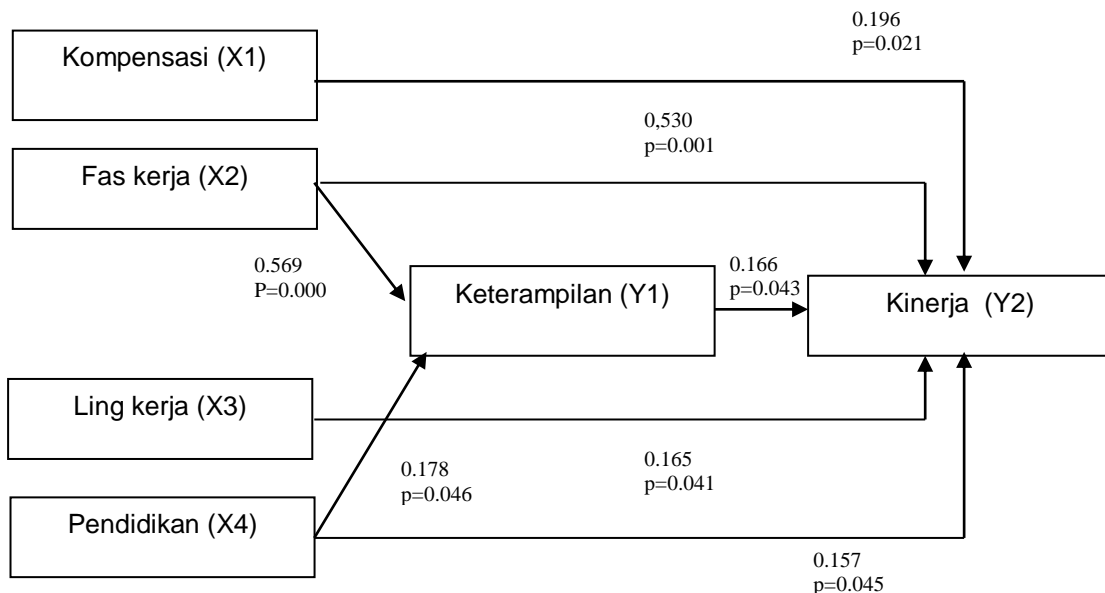 0.196
p=0.021
Kompensasi (X1)
0,530
p=0.001
Fas kerja (X2)
0.569
P=0.000
Keterampilan (Y1)
0.166
p=0.043
Kinerja (Y2)
Ling kerja (X3)
0.178
p=0.046
0.165
p=0.041
Pendidikan (X4)
0.157
p=0.045